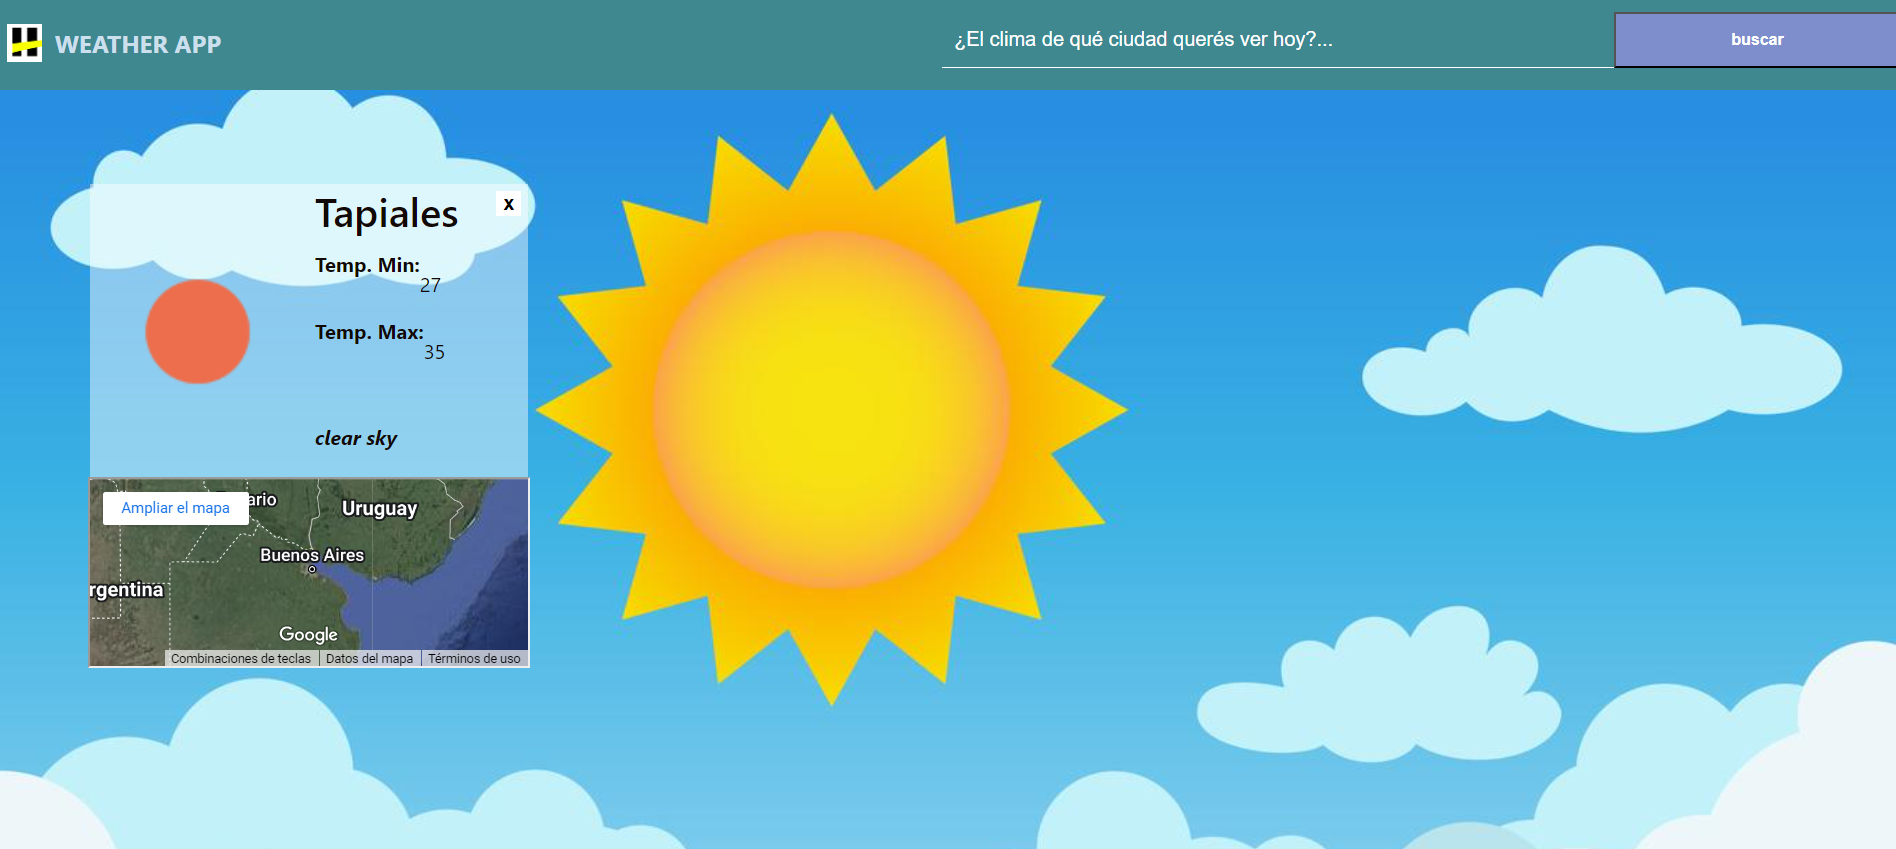 WEATHER APP
¿El clima de qué ciudad querés ver hoy?...
buscar
Tapiales
x
Temp. Min:
27
Temp. Max:
35
clear sky
Ampliar el mapa
ario
Uruguay
Buenos Aires
rgentina
Google
Combinaciones de teclas
Datos del mapa
Términos de uso